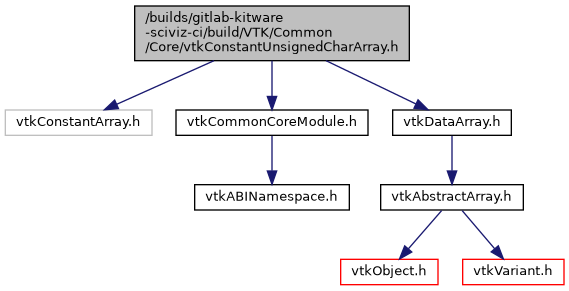 /builds/gitlab-kitware
-sciviz-ci/build/VTK/Common
/Core/vtkConstantUnsignedCharArray.h
vtkConstantArray.h
vtkCommonCoreModule.h
vtkDataArray.h
vtkABINamespace.h
vtkAbstractArray.h
vtkObject.h
vtkVariant.h